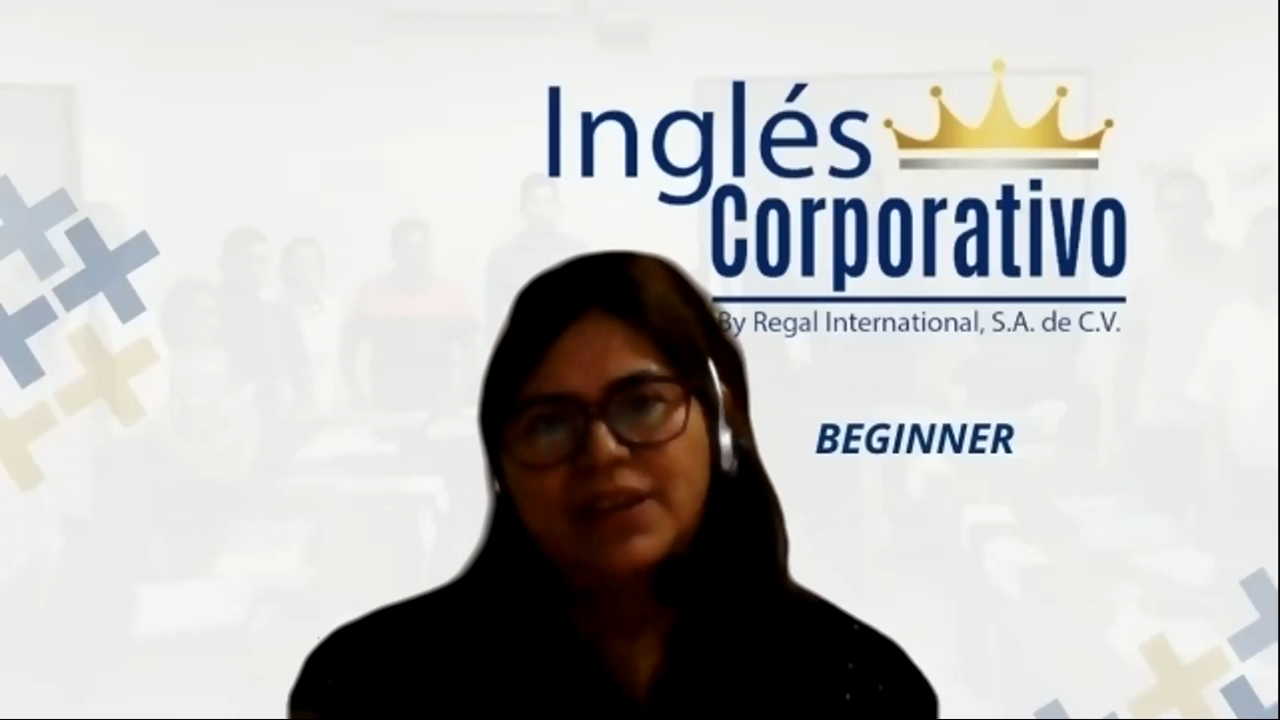 Inglés
Corporativo
By Regal International, S.A. de C.V.
BEGINNER